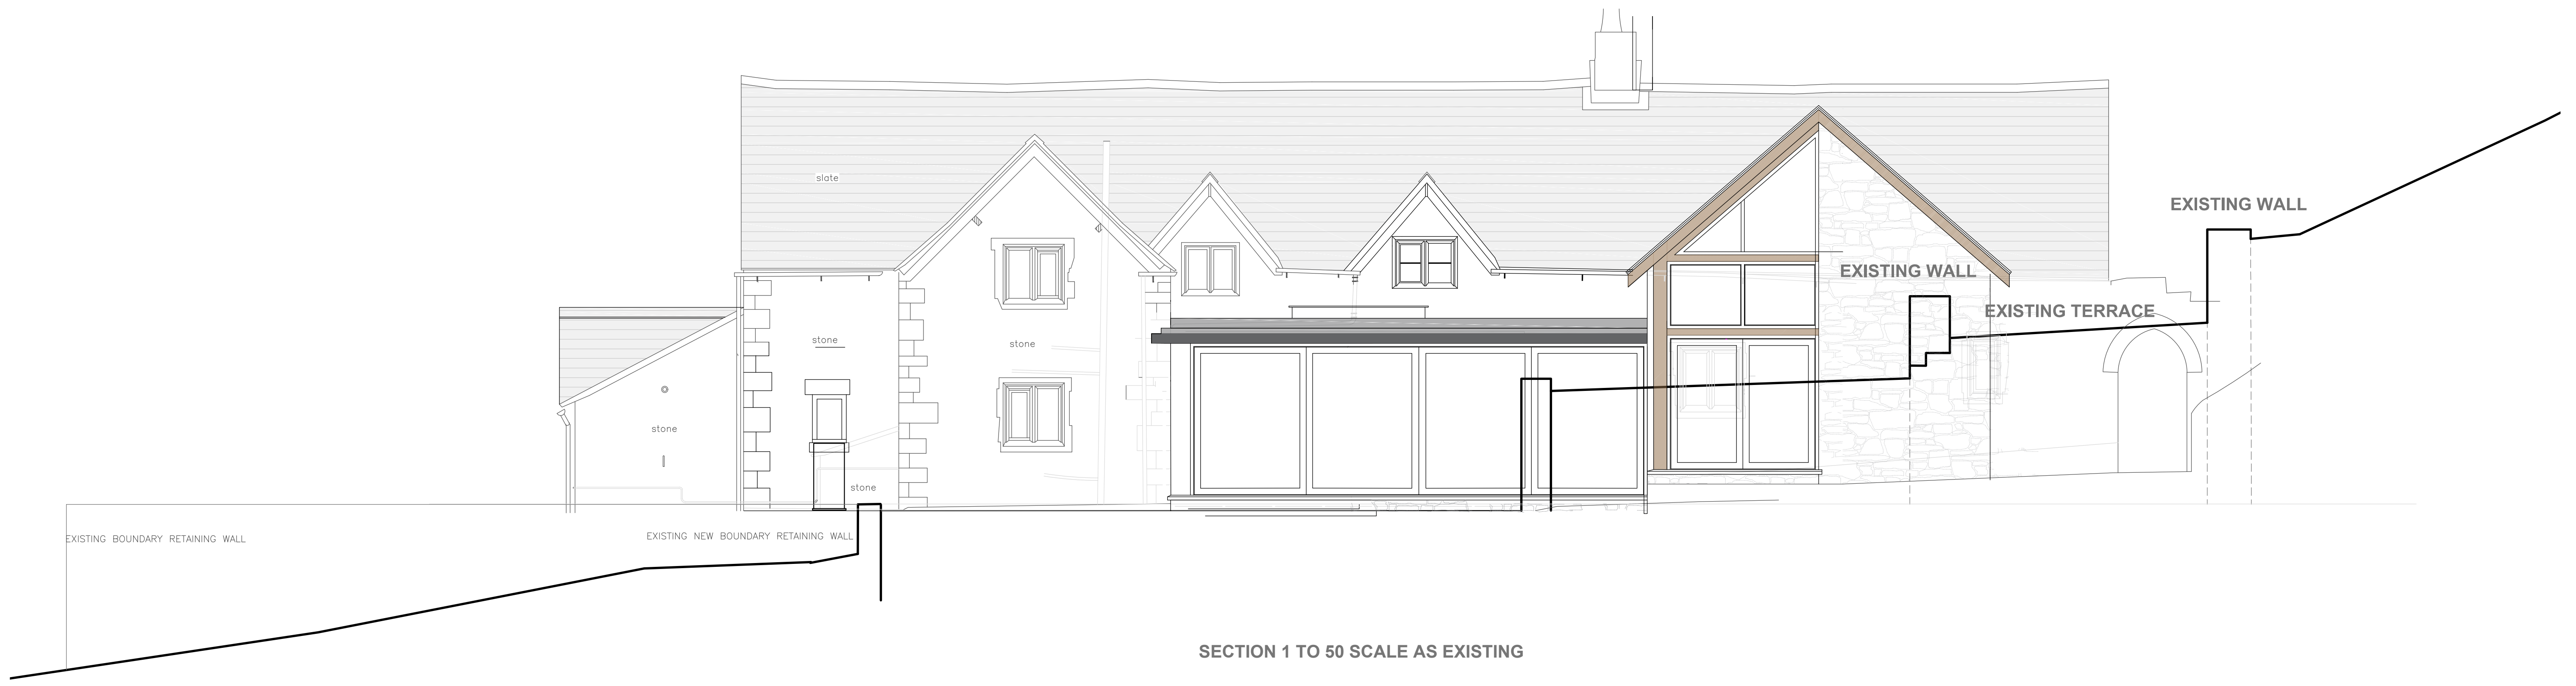 slate
EXISTING WALL
EXISTING WALL
EXISTING TERRACE
stone
stone
stone
stone
EXISTING BOUNDARY RETAINING WALL
EXISTING NEW BOUNDARY RETAINING WALL
SECTION 1 TO 50 SCALE AS EXISTING